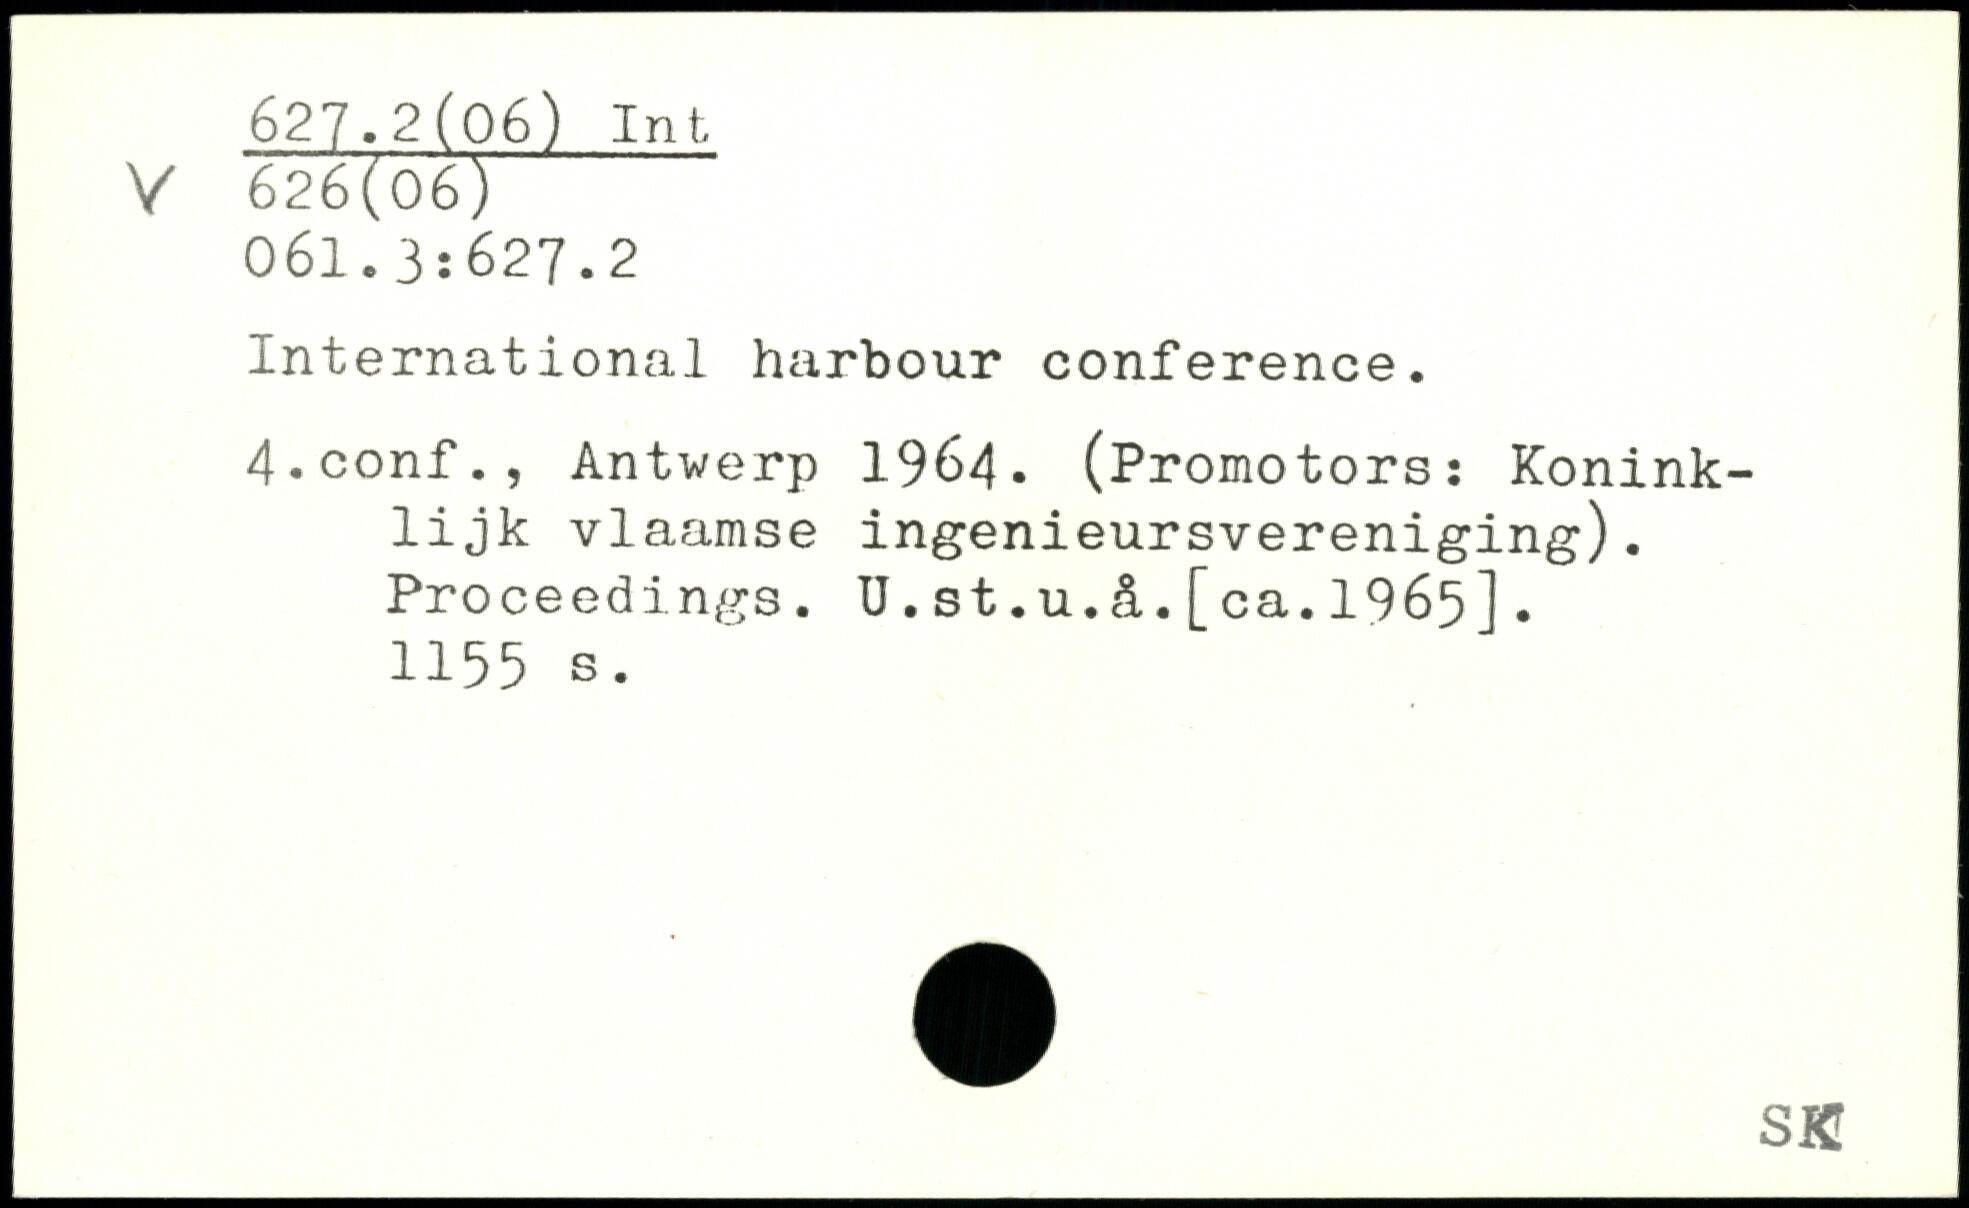 627.2(06) Int
V 626(06)
061.3:627.2
International harbour conference.
4.conf., Antwerp 1964. (Promotors: Konink-
lijk vlaamse ingenieursvereniging).
Proceedings. U.st.u.å.[ca.1965].
1155 s.
SK